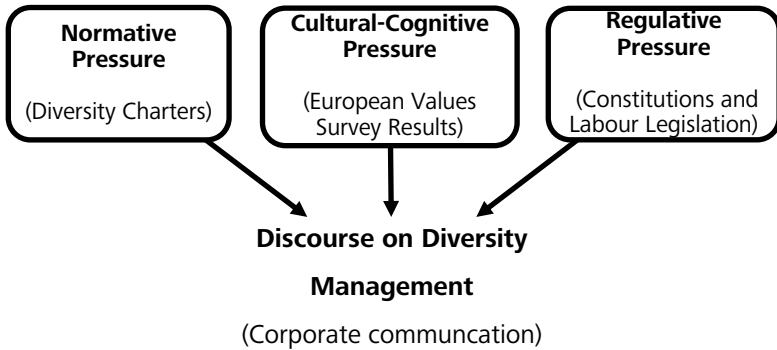 Normative
Pressure
(Diversity Charters)
Cultural-Cognitive
Pressure
(European Values
Survey Results)
Regulative
Pressure
(Constitutions and
Labour Legislation)
Discourse on Diversity
Management
(Corporate communcation)